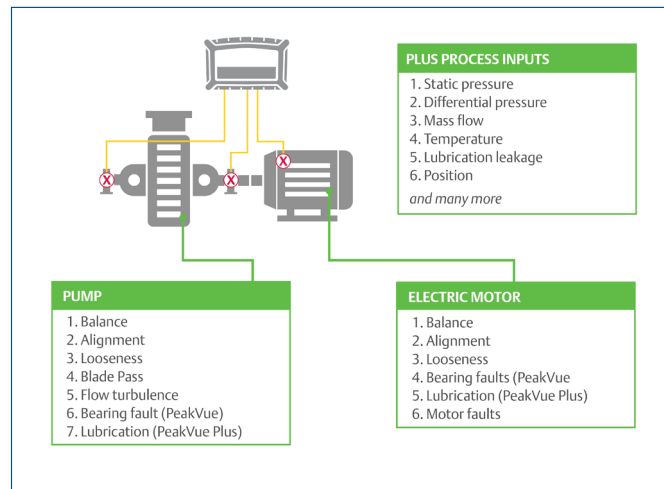 PLUS PROCESS INPUTS
1. Static pressure
2. Differential pressure
3. Mass flow
4. Temperature
5. Lubrication leakage
6. Position
and many more
X
X
X
PUMP
1. Balance
2. Alignment
3. Looseness
4. Blade Pass
5. Flow turbulence
6. Bearing fault (PeakVue)
7. Lubrication (PeakVue Plus)
ELECTRIC MOTOR
1. Balance
2. Alignment
3. Looseness
4. Bearing faults (PeakVue
5. Lubrication (PeakVue Plus)
6. Motor faults